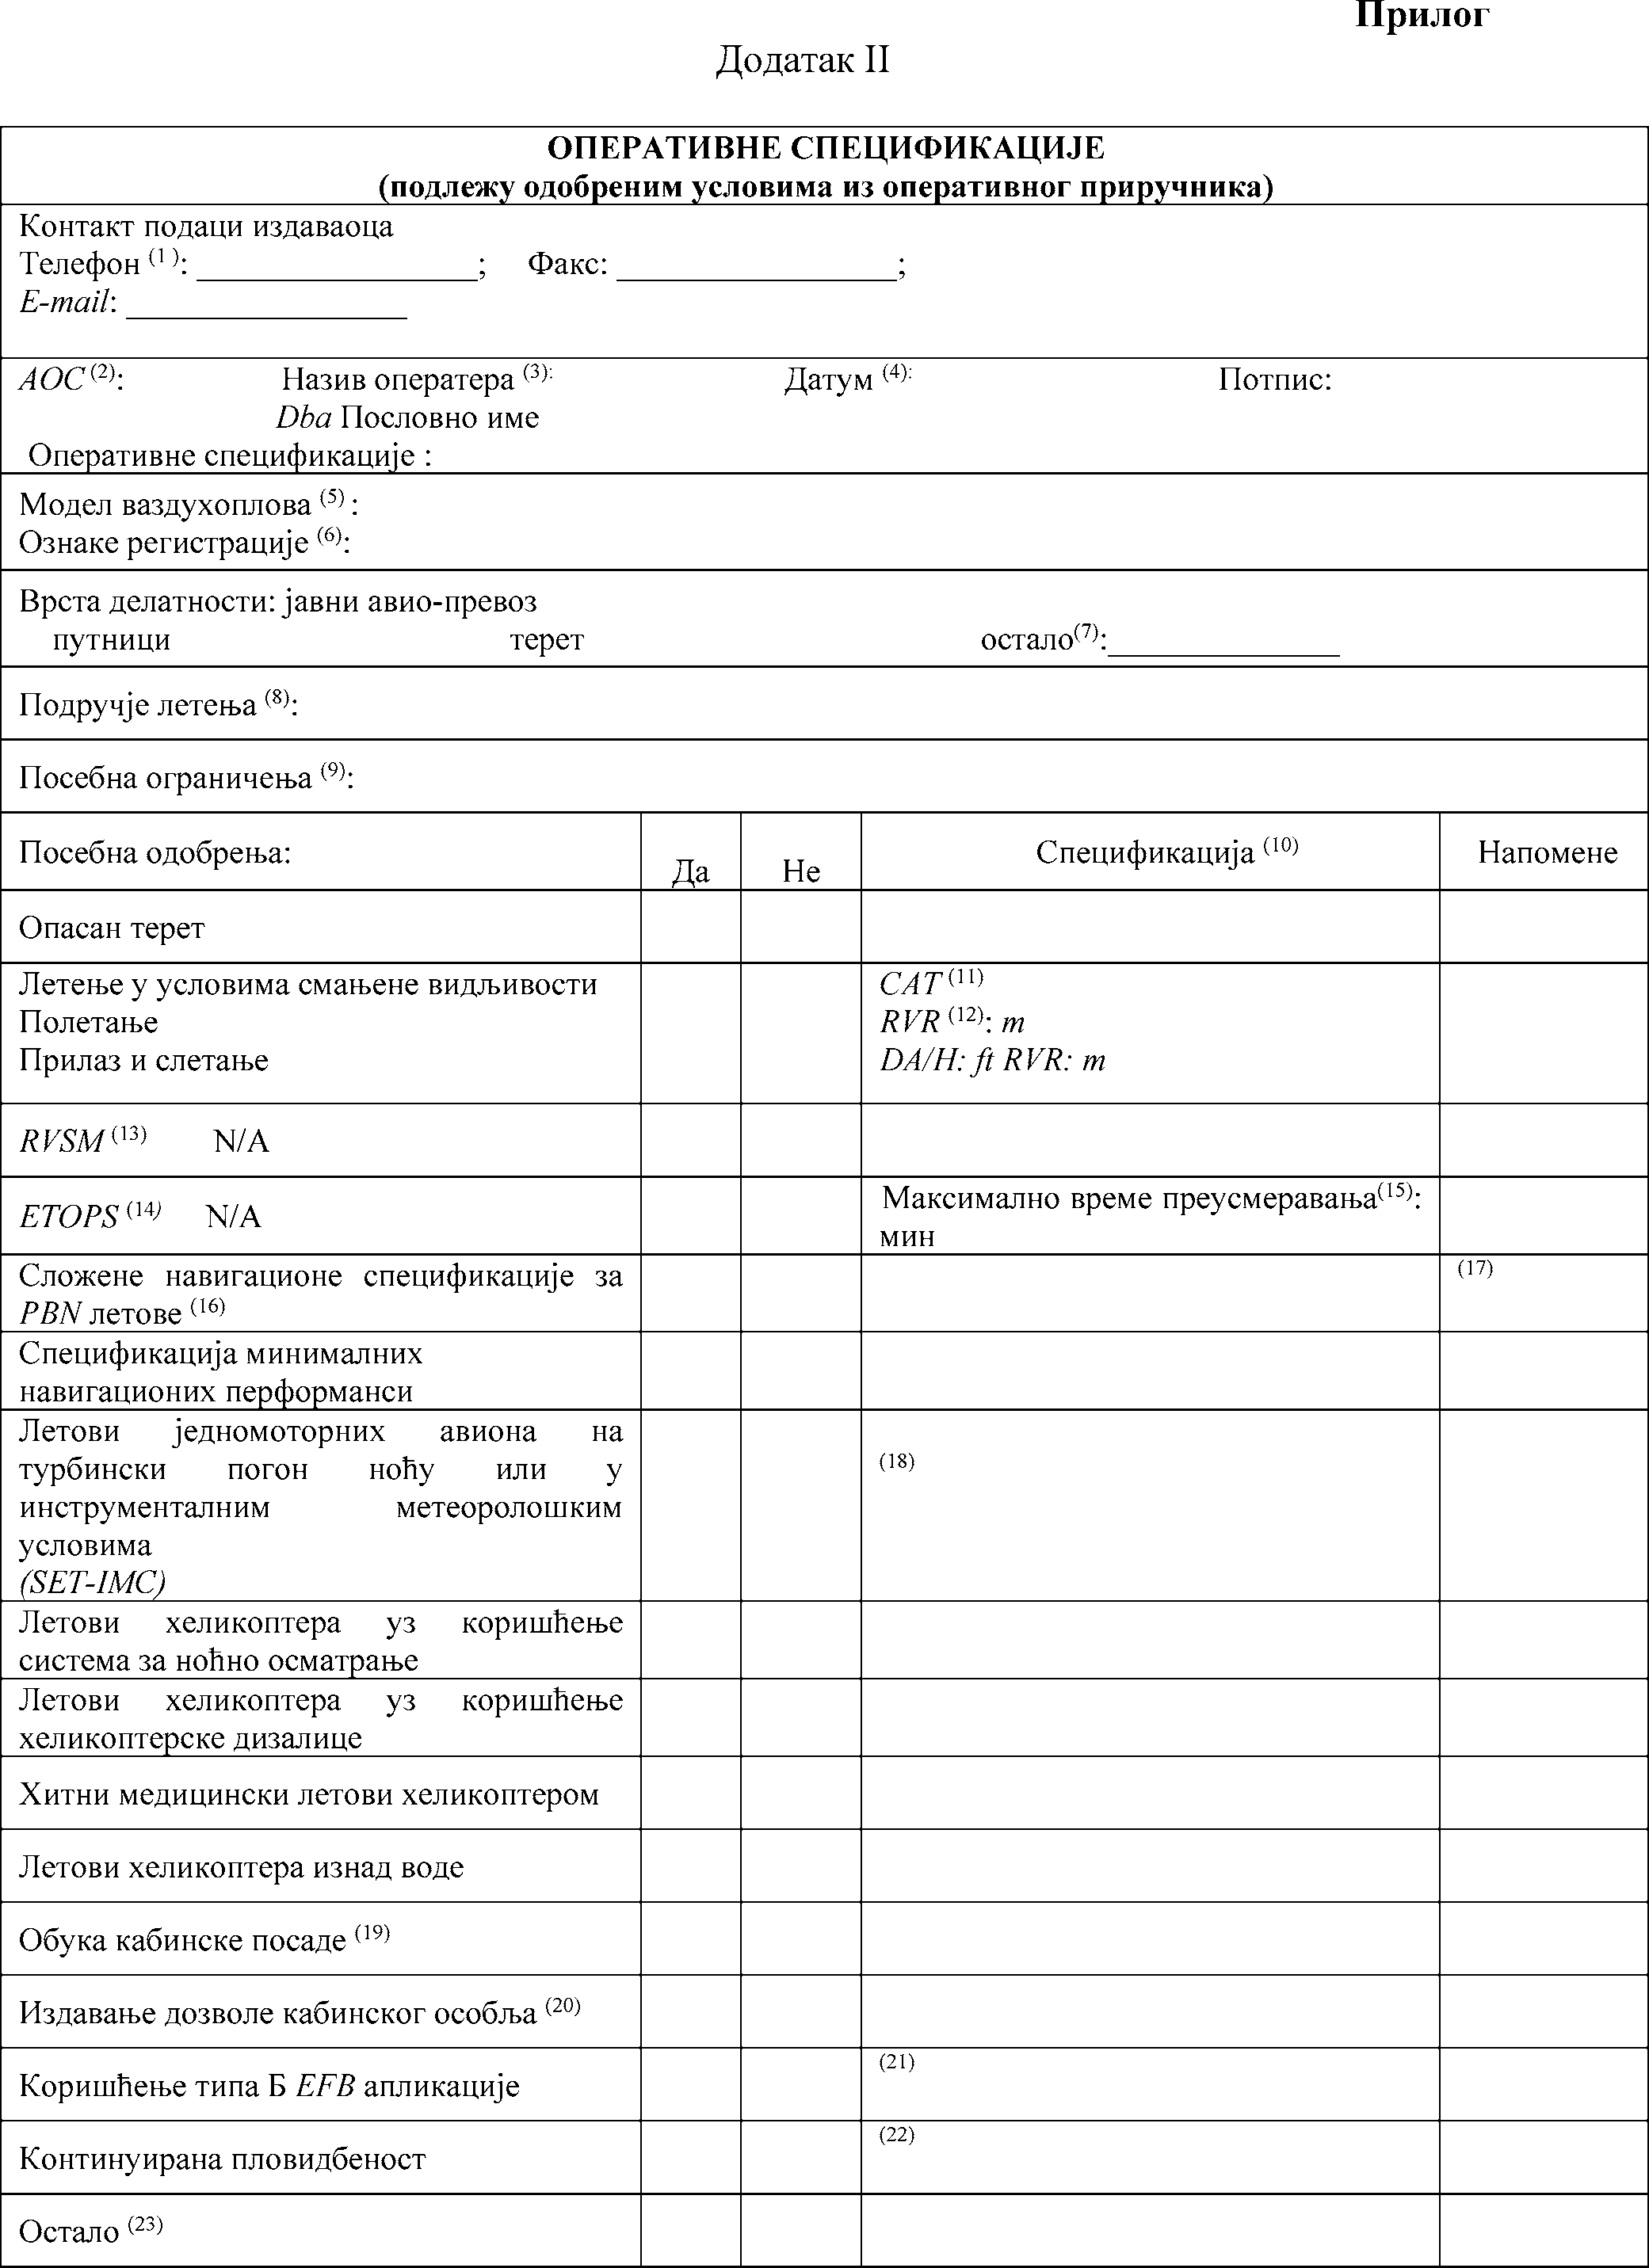 Прилог
Додатак II
ОПЕРАТИВНЕ СПЕЦИФИКАЦИЈЕ
(подлежу одобреним условима из оперативног приручника)
Контакт подаци издаваоца
Телефон (1 ): _________________; Факс: _________________;
E-mail: _________________
AOC (2): Назив оператера (3): Датум (4): Потпис:
Dba Пословно име
Оперативне спецификације :
Модел ваздухоплова (5) :
Ознаке регистрације (6):
Врста делатности: јавни авио-превоз
путници терет остало(7):______________
Подручје летења (8):
Посебна ограничења (9):
Посебна одобрења: Да Не Спецификација (10) Напомене
Опасан терет
Летење у условима смањене видљивости CAT (11)
Полетање RVR (12): m
Прилаз и слетање DA/H: ft RVR: m
RVSM (13) N/A
ETOPS (14) N/A Максимално време преусмеравања(15):
мин
Сложене навигационе спецификације за (17)
PBN летове (16)
Спецификација минималних
навигационих перформанси
Летови једномоторних авиона на
турбински погон ноћу или у (18)
инструменталним метеоролошким
условима
(SET-IMC)
Летови хеликоптера уз коришћење
система за ноћно осматрање
Летови хеликоптера уз коришћење
хеликоптерске дизалице
Хитни медицински летови хеликоптером
Летови хеликоптера изнад воде
Обука кабинске посаде (19)
Издавање дозволе кабинског особља (20)
Коришћење типа Б EFB апликације (21)
Континуирана пловидбеност (22)
Остало (23)